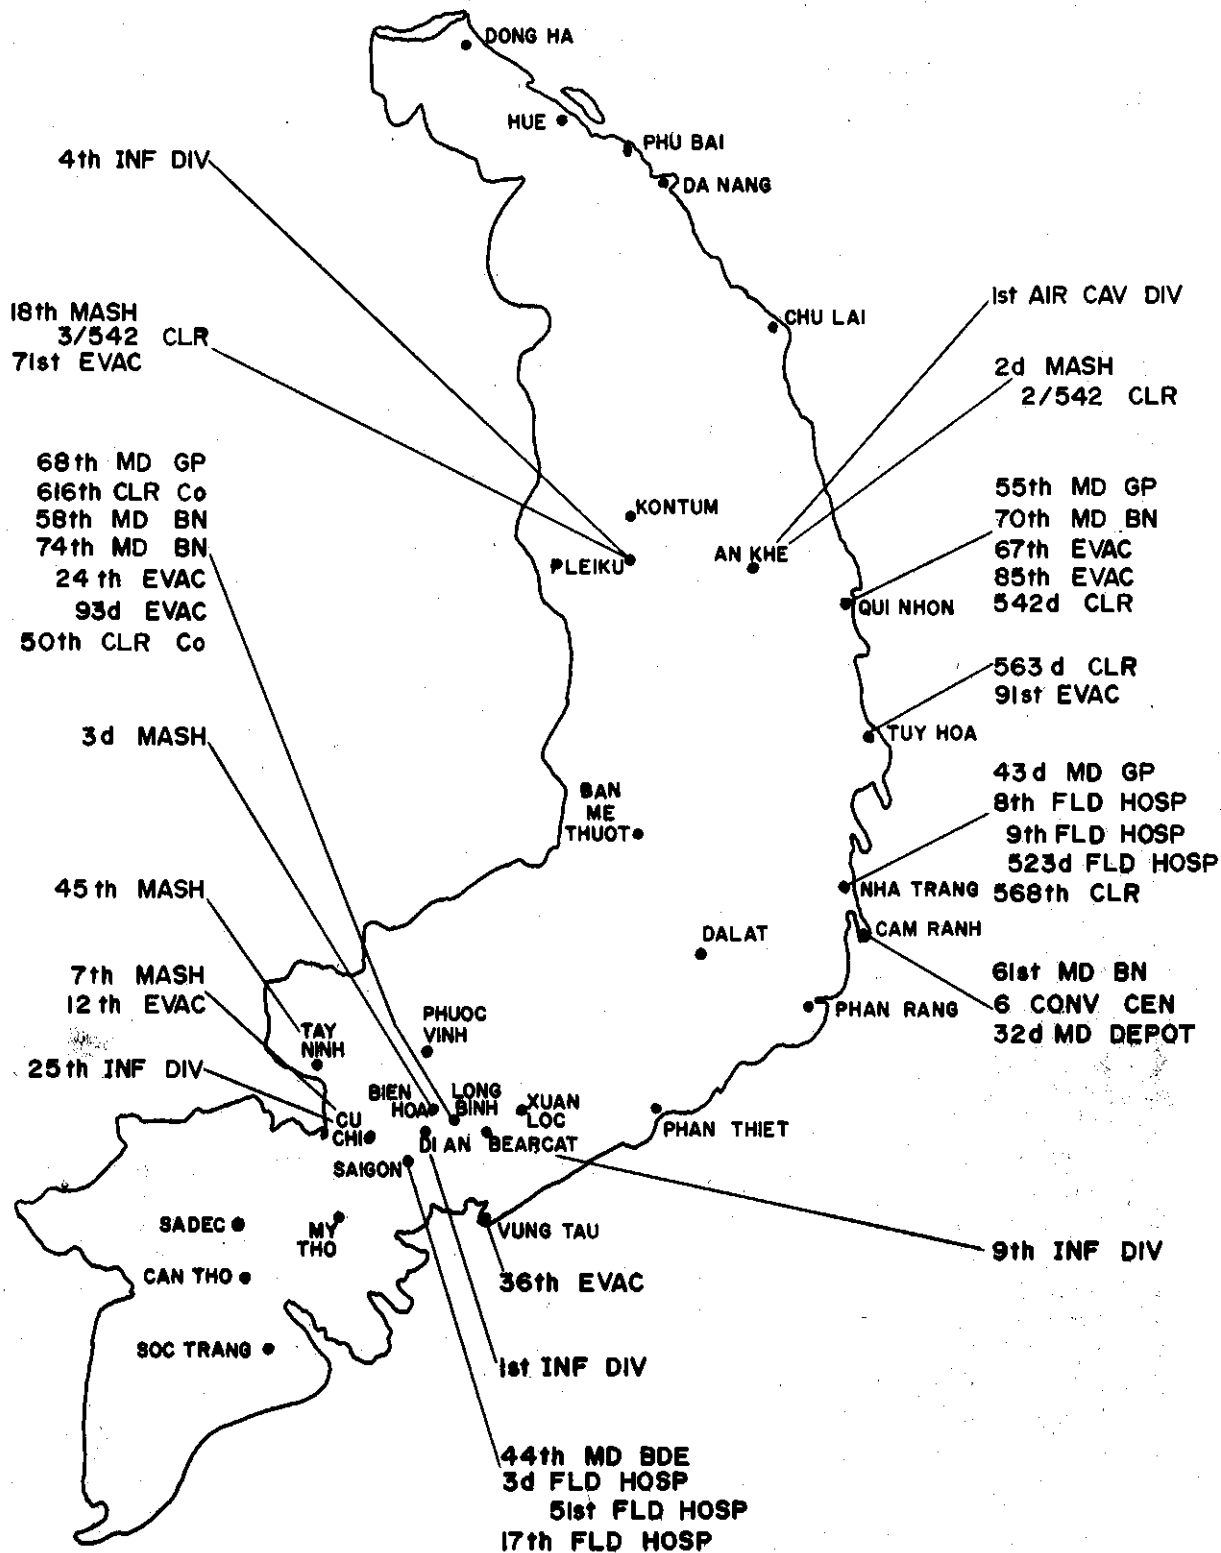 DONG HA
HUE
PHU BAI
DA NANG
4th INF DIV
1st AIR CAV DIV
18th MASH
3/542 CLR
71st EVAC
CHU LAI
2d MASH
2/542 CLR
68th MD GP
616th CLR Co
58th MD BN
74th MD BN
24th EVAC
93d EVAC
50th CLR Co
KONTUM
PLEIKU
AN KHE
55th MD GP
70th MD BN
67th EVAC
85th EVAC
542d CLR
QUI NHON
563d CLR
91st EVAC
TUY HOA
3d MASH
BAN
ME
THUOT
43d MD GP
8th FLD HOSP
9th FLD HOSP
523d FLD HOSP
568th CLR
NHA TRANG
45th MASH
DALAT
CAM RANH
61st MD BN
6 CONV CEN
32d MD DEPOT
7th MASH
12th EVAC
PHAN RANG
TAY
NINH
PHUOC
VINH
25th INF DIV
CU
CHI
BIEN
HOA
LONG
BINH
XUAN
LOC
DI AN
BEARCAT
PHAN THIET
SAIGON
SADEC
MY
THO
VUNG TAU
9th INF DIV
CAN THO
36th EVAC
SOC TRANG
1st INF DIV
44th MD BDE
3d FLD HOSP
51st FLD HOSP
17th FLD HOSP